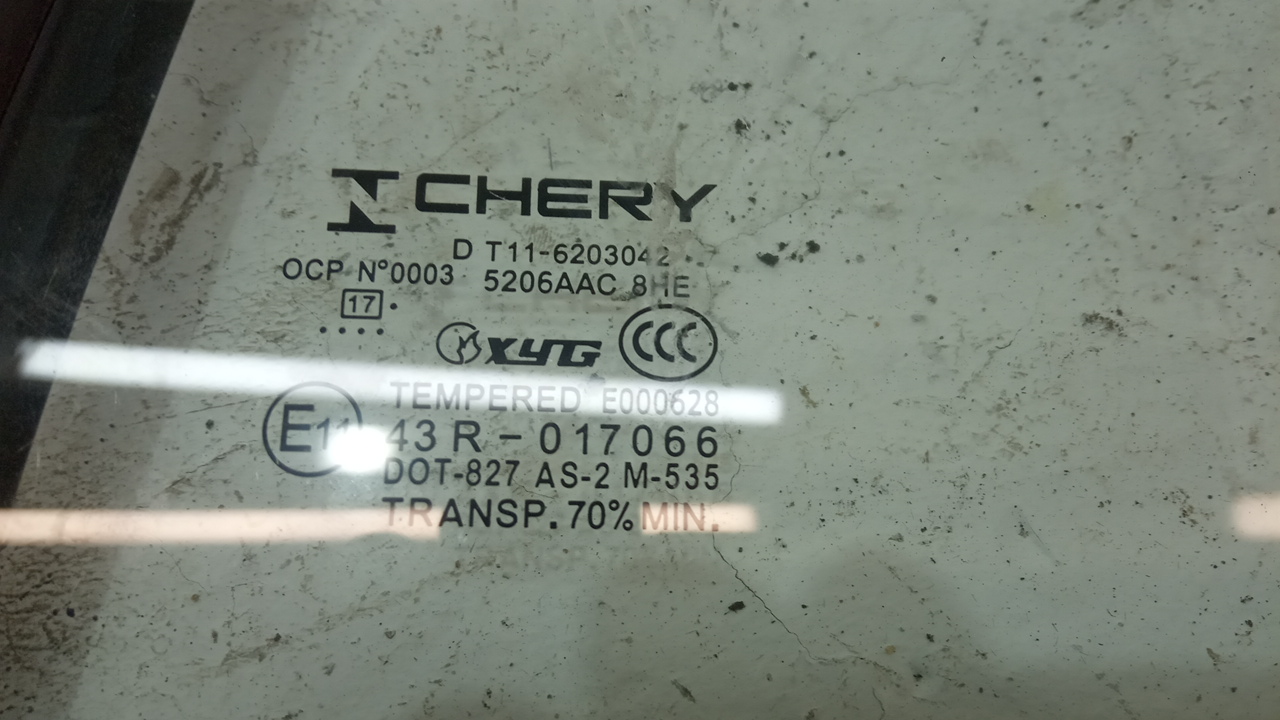 CHERY
D T11-6203042
OCP N°0003 5206AAC 8HE
17
XYG CCC
TEMPERED E000628
E11 43 R - 017066
DOT-827 AS-2 M-535
TRANSP. 70% MIN.